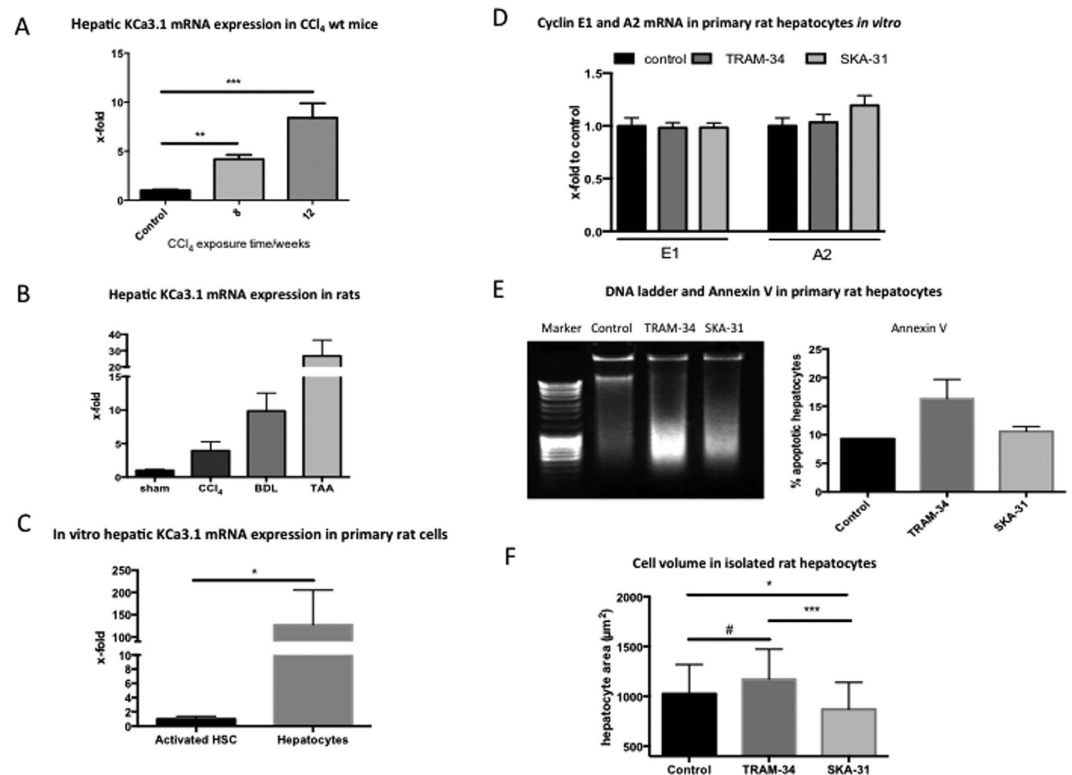 A
Hepatic KCa3.1 mRNA expression in CCl₄ wt mice
x-fold
15
10
5
0
***
**
Control
8
12
CCl₄ exposure time/weeks
B
Hepatic KCa3.1 mRNA expression in rats
x-fold
40
30
20
15
10
5
0
sham
CCl₄
BDL
TAA
C
In vitro hepatic KCa3.1 mRNA expression in primary rat cells
x-fold
250
200
150
100
10
8
6
4
2
0
*
Activated HSC
Hepatocytes
D
Cyclin E1 and A2 mRNA in primary rat hepatocytes in vitro
control
TRAM-34
SKA-31
x-fold to control
1.5
1.0
0.5
0.0
E1
A2
E
DNA ladder and Annexin V in primary rat hepatocytes
Marker
Control
TRAM-34
SKA-31
Annexin V
% apoptotic hepatocytes
25
20
15
10
5
0
Control
TRAM-34
SKA-31
F
Cell volume in isolated rat hepatocytes
hepatocyte area (µm²)
2000
1500
1000
500
*
***
#
Control
TRAM-34
SKA-31